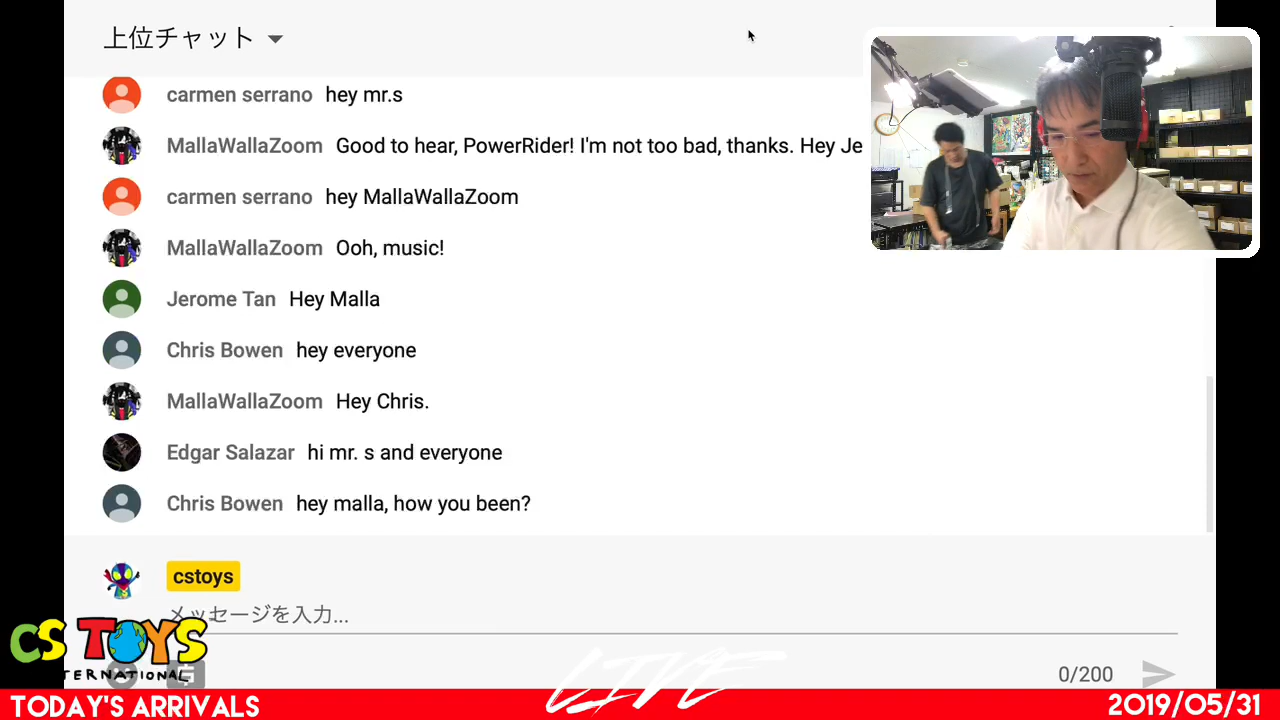 上位チャット
carmen serrano hey mr.s
MallaWallaZoom Good to hear, PowerRider! I'm not too bad, thanks. Hey Je
carmen serrano hey MallaWallaZoom
MallaWallaZoom Ooh, music!
Jerome Tan Hey Malla
Chris Bowen hey everyone
MallaWallaZoom Hey Chris.
Edgar Salazar hi mr. s and everyone
Chris Bowen hey malla, how you been?
cstoys
メッセージを入力...
CS TOYS
TERNATIONAL
LIVE
0/200
TODAY'S ARRIVALS
2019/05/31